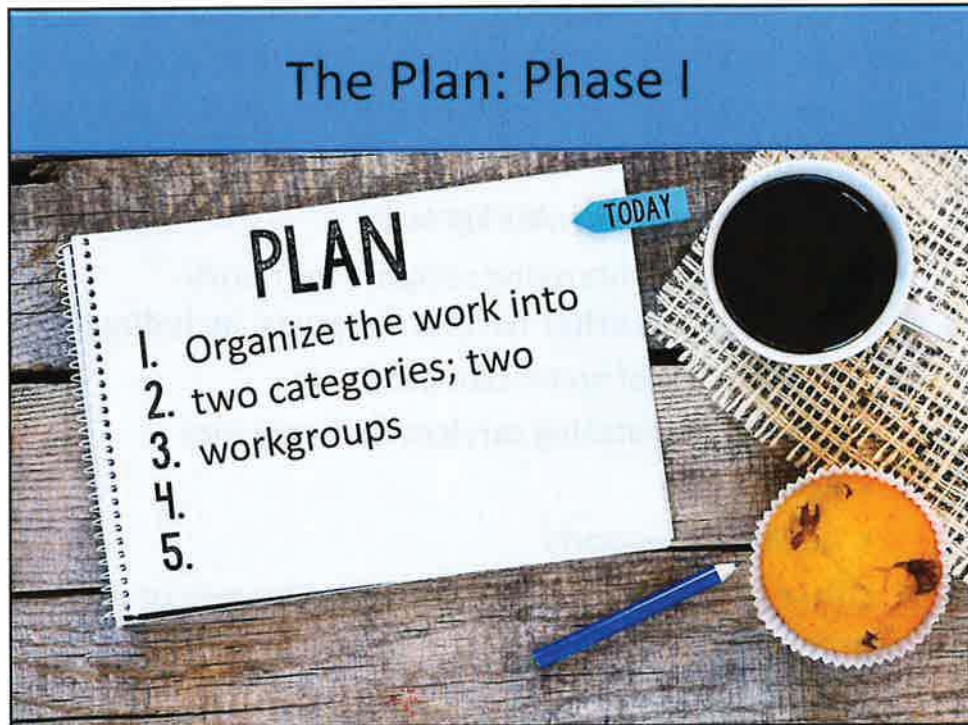 The Plan: Phase I
TODAY
PLAN
1. Organize the work into
2. two categories; two
3. workgroups
4.
5.